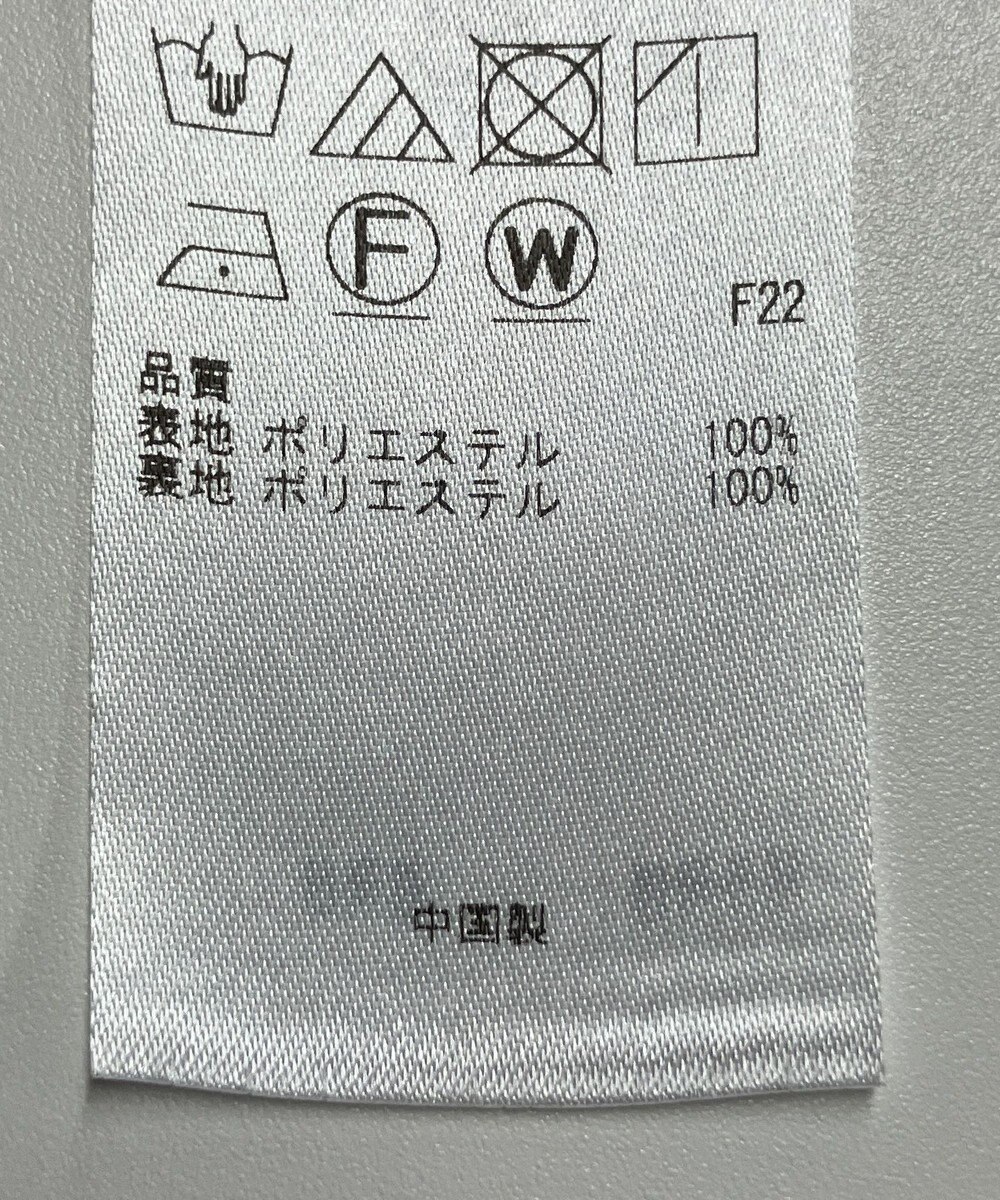 F W
F22
品質
表地 ポリエステル 100%
裏地 ポリエステル 100%
中国製